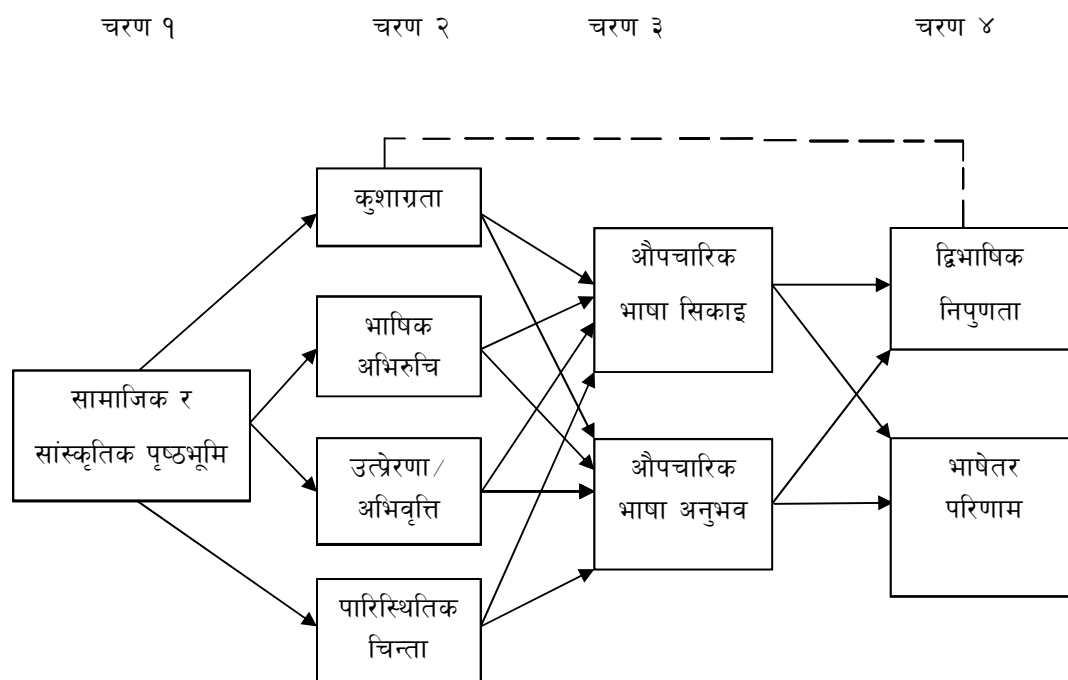 चरण १ चरण २ चरण ३ चरण ४
कुशाग्रता
भाषिक
अभिरुचि
सामाजिक र
सांस्कृतिक पृष्ठभूमि
उत्प्रेरणा/
अभिवृत्ति
पारिस्थितिक
चिन्ता
औपचारिक
भाषा सिकाइ
औपचारिक
भाषा अनुभव
द्विभाषिक
निपुणता
भाषेतर
परिणाम